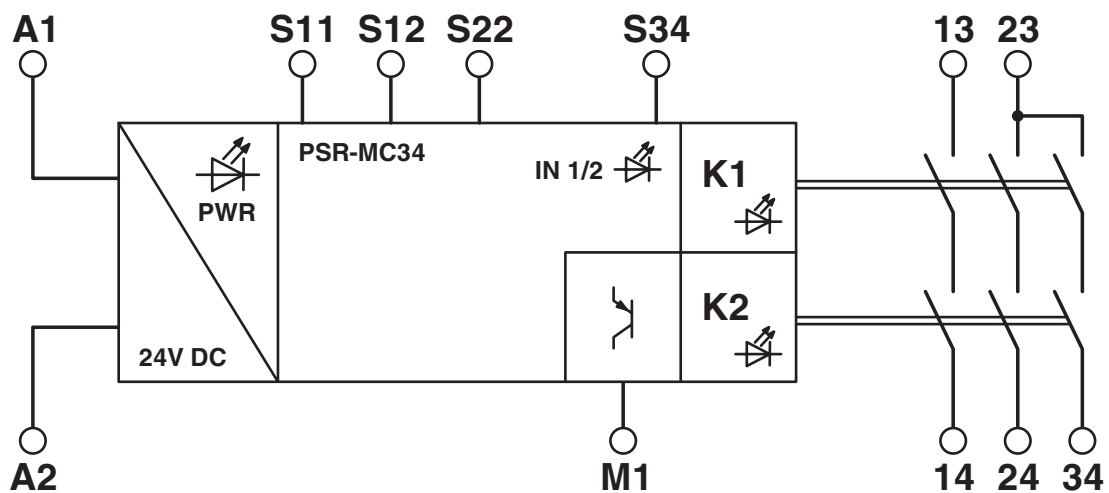 A1 S11 S12 S22 S34 13 23
PSR-MC34
IN 1/2
K1
PWR
K2
24V DC
A2 M1 14 24 34